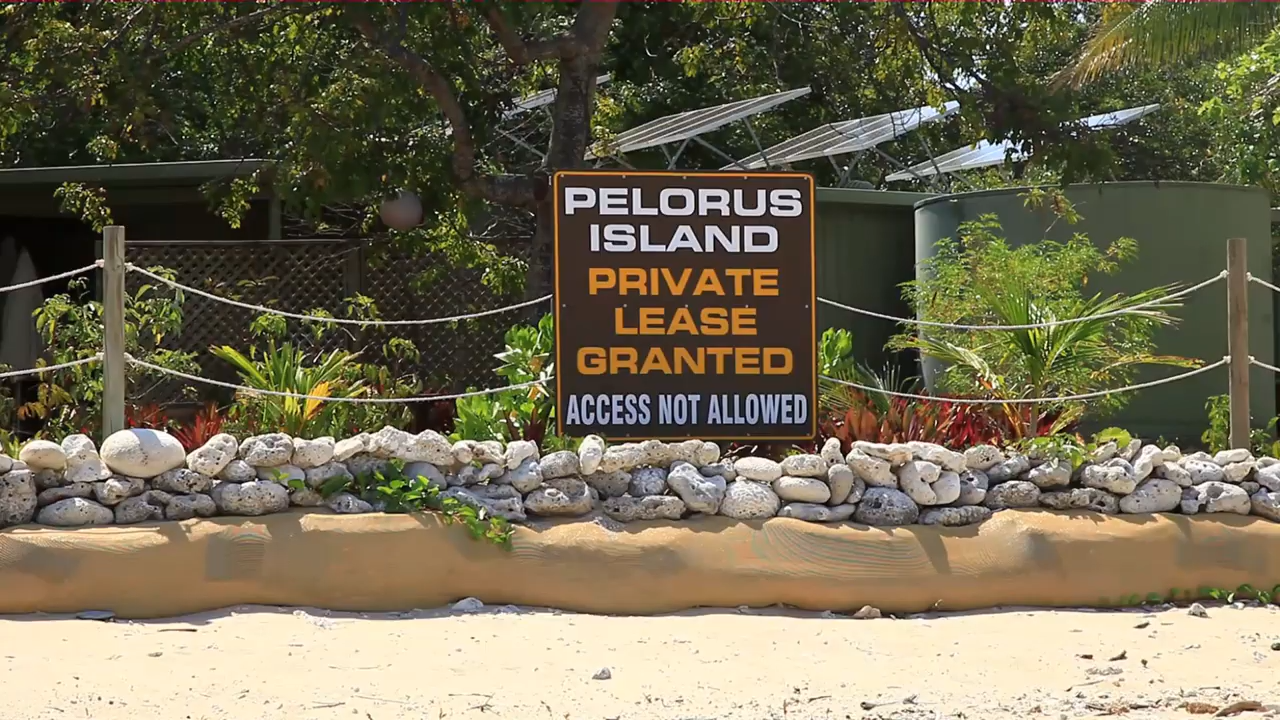 PELORUS
ISLAND
PRIVATE
LEASE
GRANTED
ACCESS NOT ALLOWED